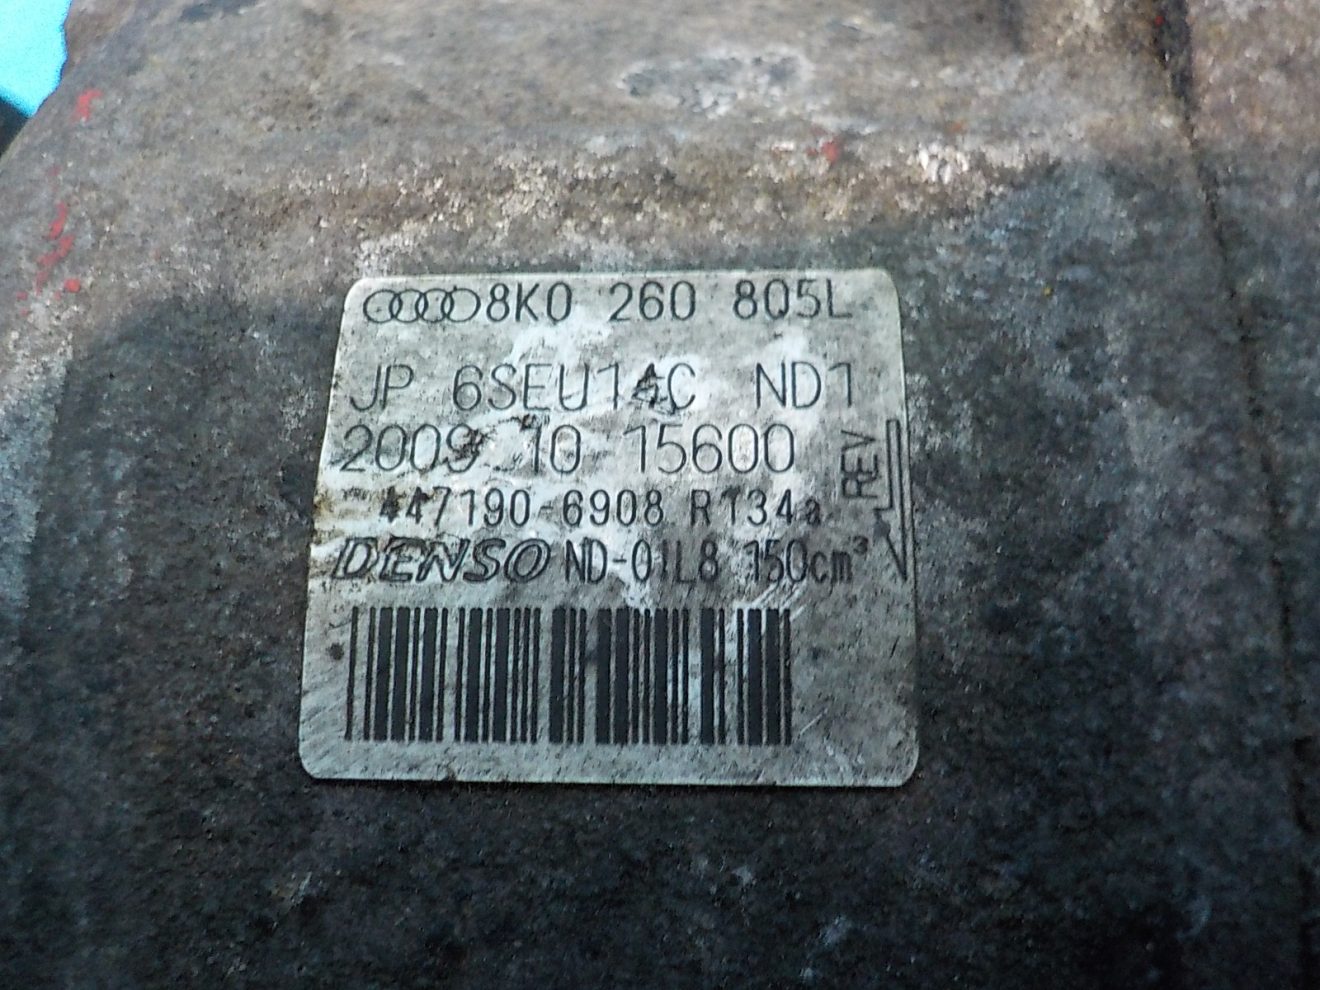 8K0 260 805L
JP 6SEU14C ND1
2009 10 15600
447190-6908 R134a
DENSO ND-OIL8 150cm³
REV